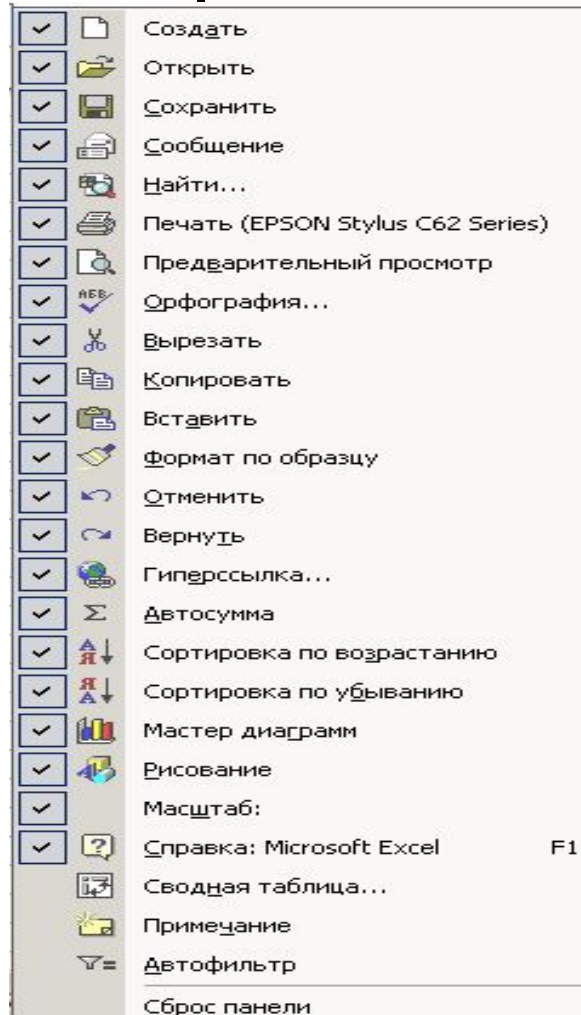 Создать
Открыть
Сохранить
Сообщение
Найти...
Печать (EPSON Stylus C62 Series)
Предварительный просмотр
Орфография...
Вырезать
Копировать
Вставить
Формат по образцу
Отменить
Вернуть
Гиперссылка...
Автосумма
Сортировка по возрастанию
Сортировка по убыванию
Мастер диаграмм
Рисование
Масштаб:
Справка: Microsoft Excel F1
Сводная таблица...
Примечание
Автофильтр
Сброс панели